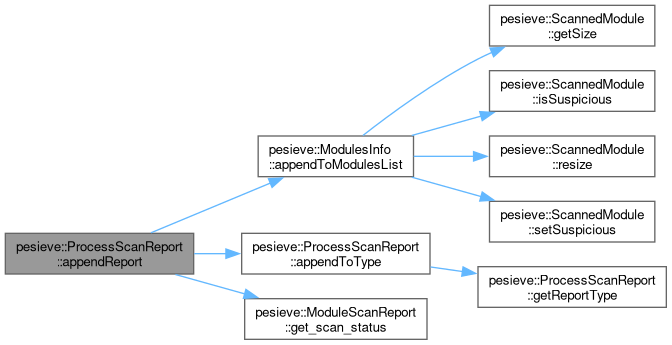 pesieve::ScannedModule
::getSize
pesieve::ScannedModule
::isSuspicious
pesieve::ModulesInfo
::appendToModulesList
pesieve::ScannedModule
::resize
pesieve::ScannedModule
::setSuspicious
pesieve::ProcessScanReport
::appendReport
pesieve::ProcessScanReport
::appendToType
pesieve::ProcessScanReport
::getReportType
pesieve::ModuleScanReport
::get_scan_status